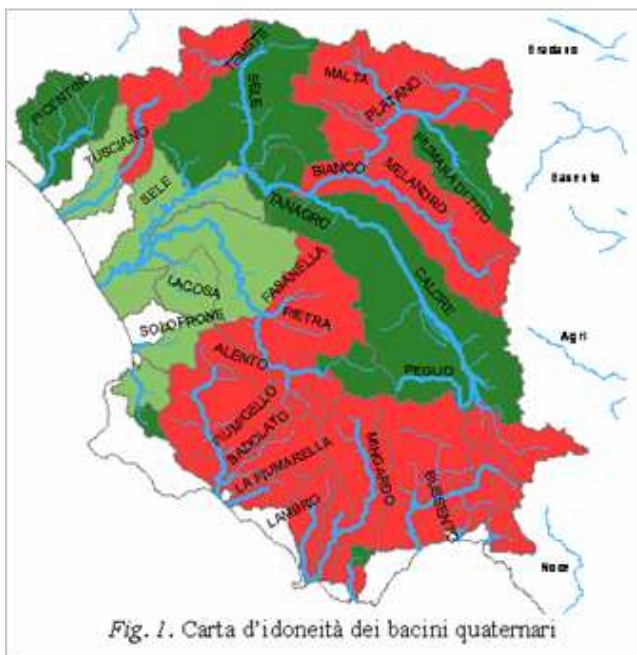 Bradano
TEMETE
MALTA
PICENTINO
SELE
PLATANO
TUSCIANO
FIUMARA DI TITO
BIANCO
MELANDRO
Basento
SELE
TANAGRO
FASANELLA
CALORE
LACOSA
PIETRA
SOLOFRONE
Agri
ALENTO
PEGLIO
FIUMICELLO
BADOLATO
LA FIUMARELLA
MINGARDO
BUSSENTO
LAMBRO
Noce
Fig. 1. Carta d'idoneità dei bacini quaternari